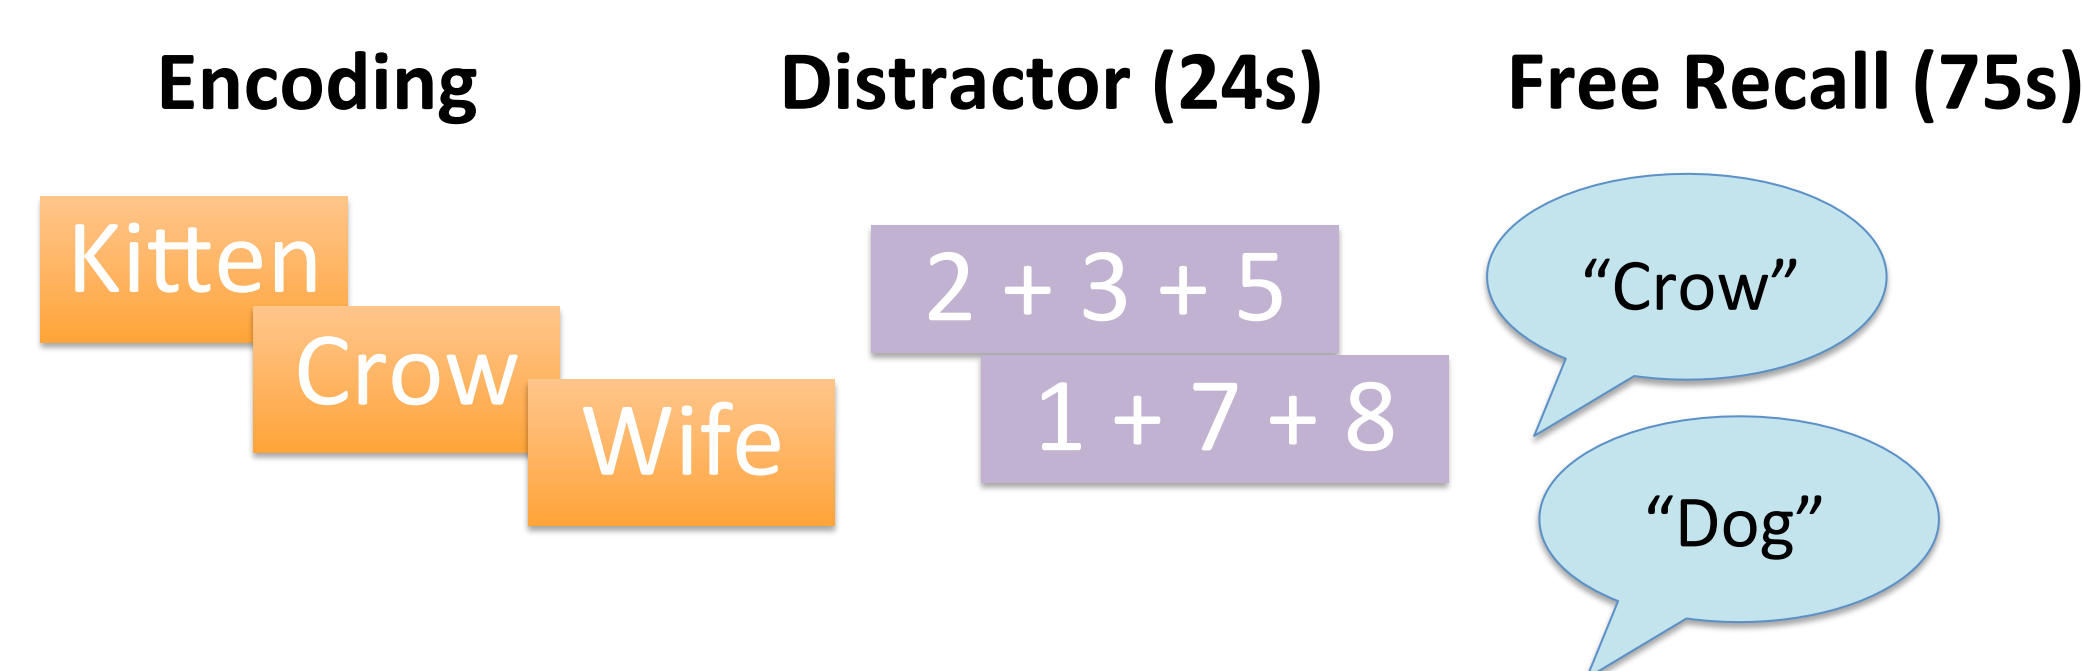 Encoding
Kitten
Crow
Wife
Distractor (24s)
2 + 3 + 5
1 + 7 + 8
Free Recall (75s)
“Crow”
“Dog”